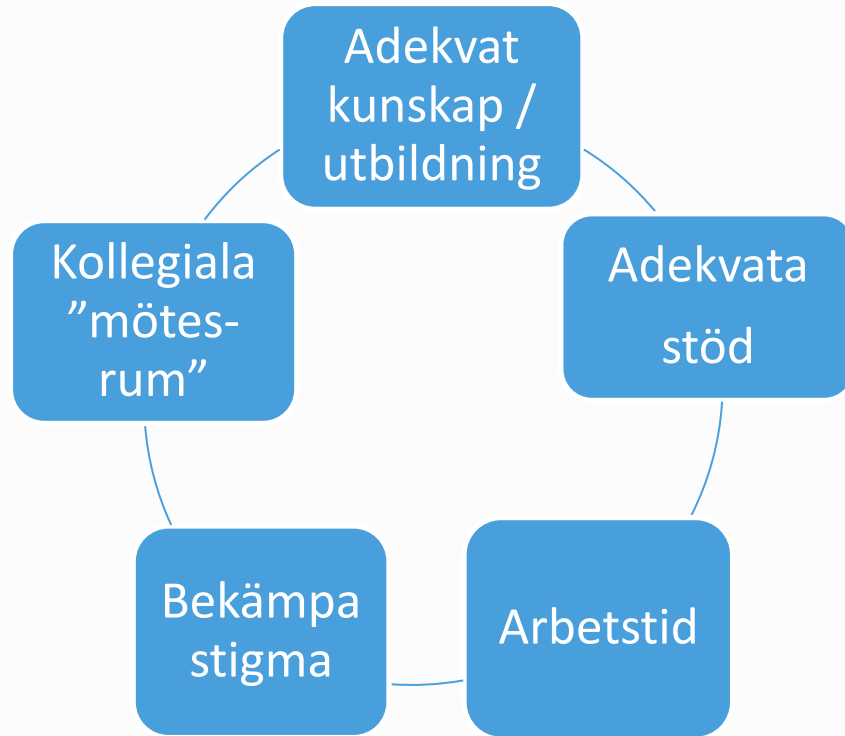 Adekvat
kunskap /
utbildning
Adekvata
stöd
Arbetstid
Bekämpa
stigma
Kollegiala
”mötes-
rum”